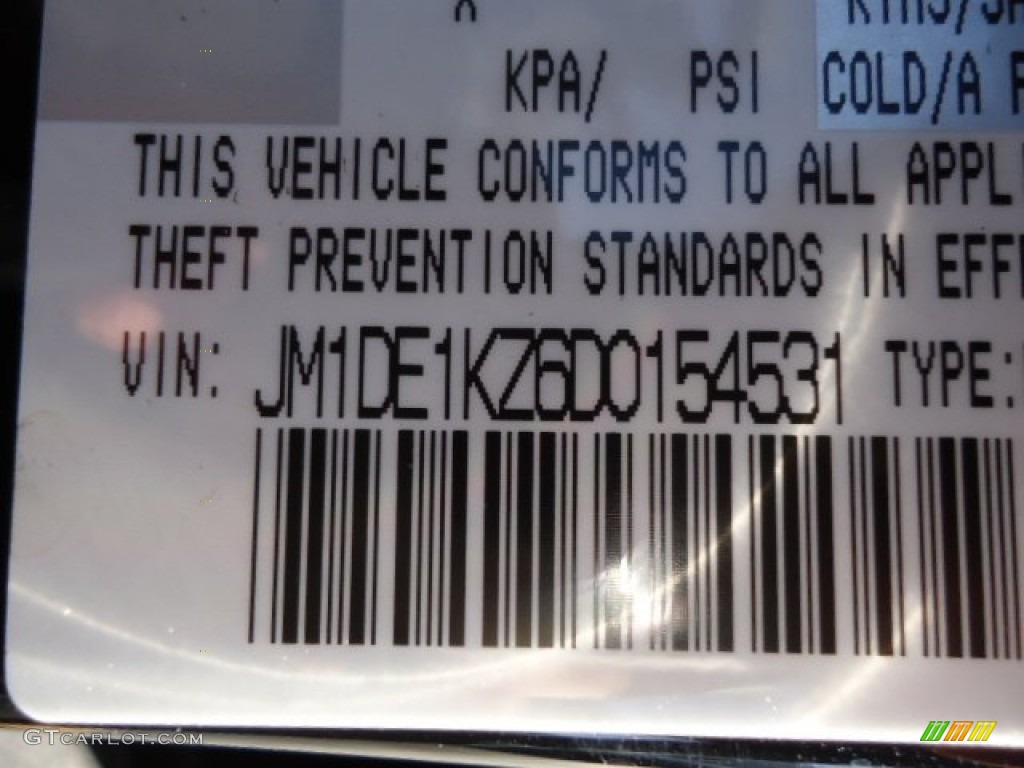 KPA/ PSI COLD/A
THIS VEHICLE CONFORMS TO ALL APPL
THEFT PREVENTION STANDARDS IN EFF
VIN: JM1DE1KZ6D0154531 TYPE:
GTCARLOT.COM